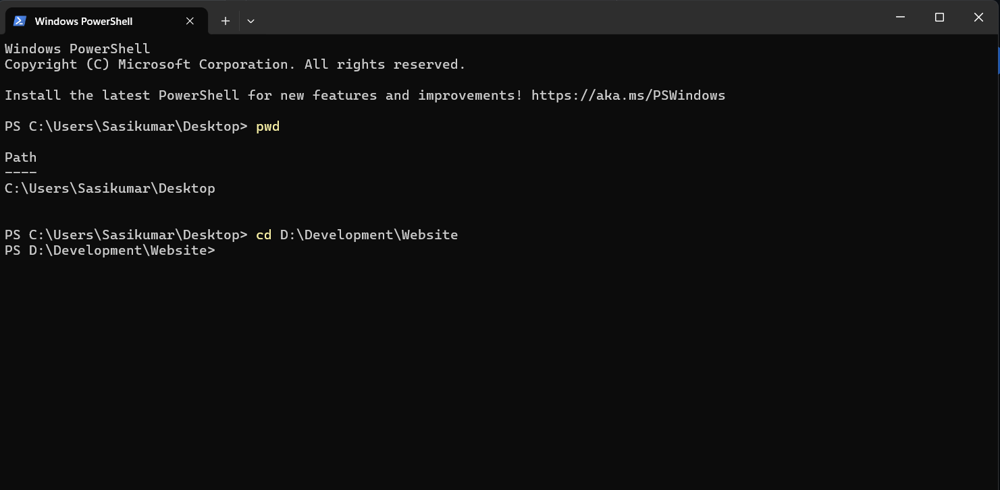 Windows PowerShell
Windows PowerShell
Copyright (C) Microsoft Corporation. All rights reserved.
Install the latest PowerShell for new features and improvements! https://aka.ms/PSWindows
PS C:\Users\Sasikumar\Desktop> pwd
Path
----
C:\Users\Sasikumar\Desktop
PS C:\Users\Sasikumar\Desktop> cd D:\Development\Website
PS D:\Development\Website>